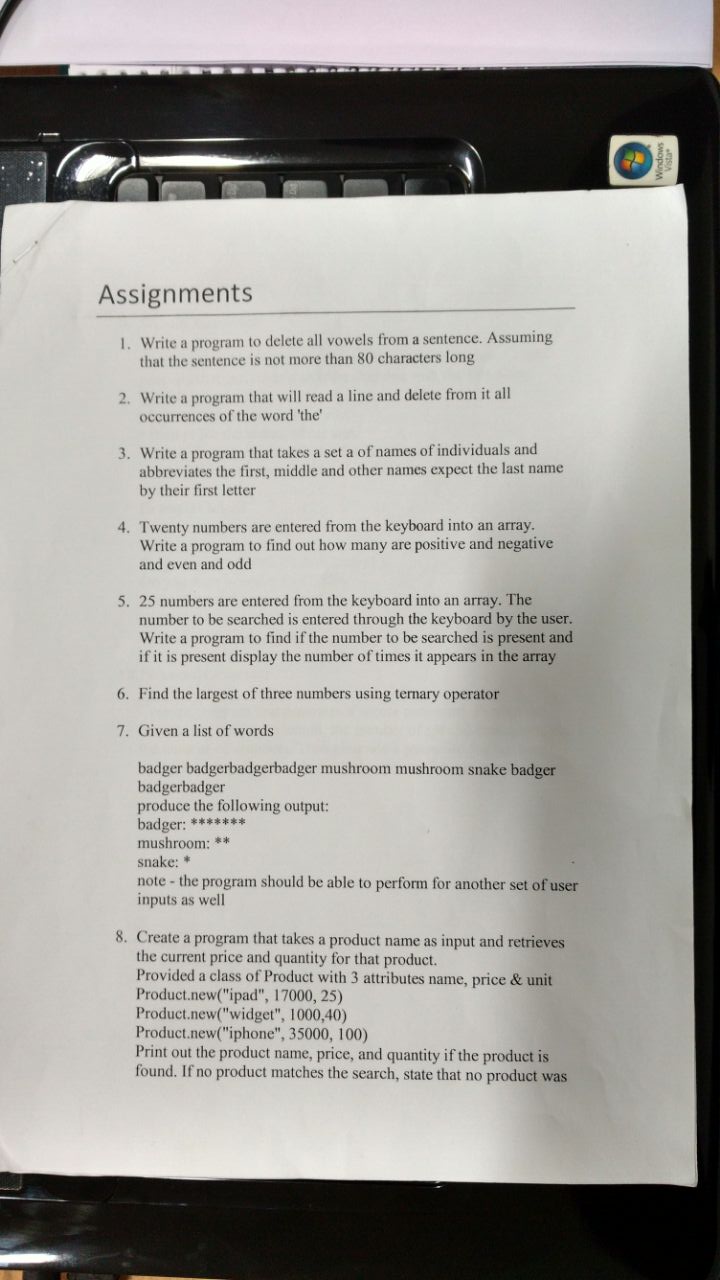 Windows
Vista
Assignments
1. Write a program to delete all vowels from a sentence. Assuming
that the sentence is not more than 80 characters long
2. Write a program that will read a line and delete from it all
occurrences of the word 'the'
3. Write a program that takes a set a of names of individuals and
abbreviates the first, middle and other names expect the last name
by their first letter
4. Twenty numbers are entered from the keyboard into an array.
Write a program to find out how many are positive and negative
and even and odd
5. 25 numbers are entered from the keyboard into an array. The
number to be searched is entered through the keyboard by the user.
Write a program to find if the number to be searched is present and
if it is present display the number of times it appears in the array
6. Find the largest of three numbers using ternary operator
7. Given a list of words
badger badgerbadgerbadger mushroom mushroom snake badger
badgerbadger
produce the following output:
badger: *******
mushroom: **
snake: *
note - the program should be able to perform for another set of user
inputs as well
8. Create a program that takes a product name as input and retrieves
the current price and quantity for that product.
Provided a class of Product with 3 attributes name, price & unit
Product.new("ipad", 17000, 25)
Product.new("widget", 1000,40)
Product.new("iphone", 35000, 100)
Print out the product name, price, and quantity if the product is
found. If no product matches the search, state that no product was